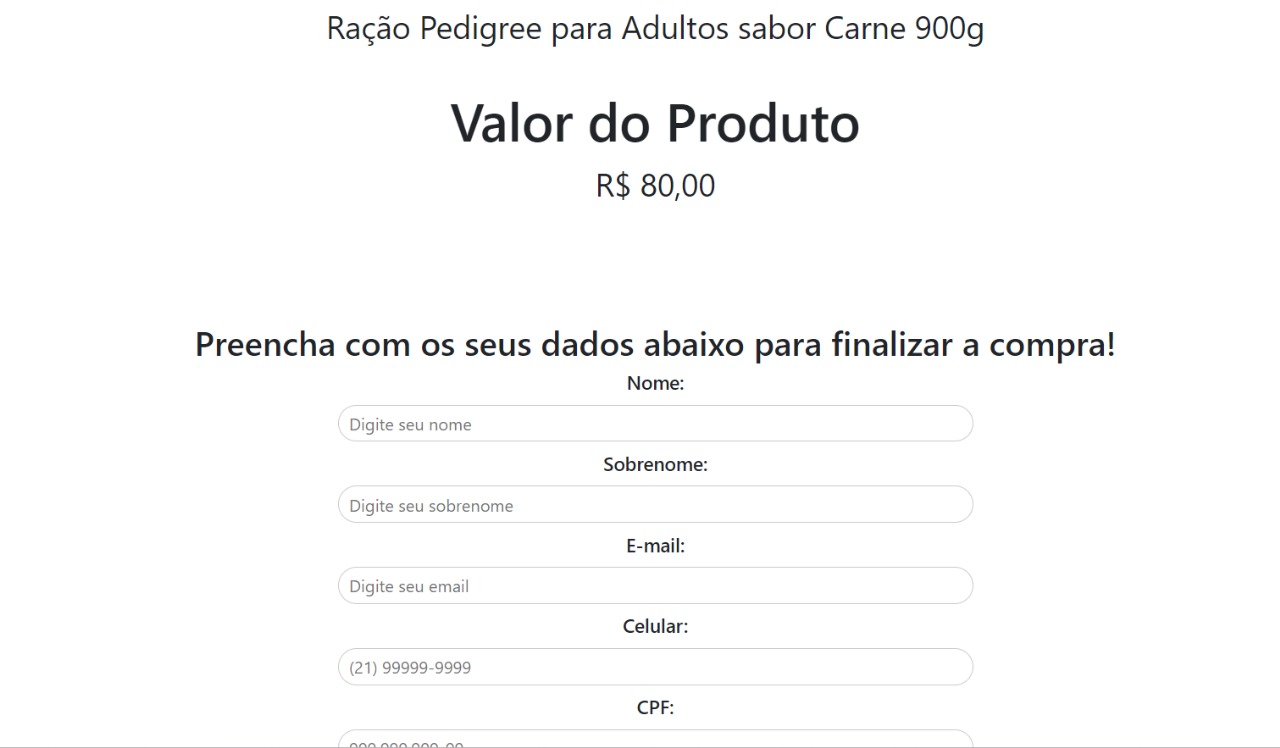 Ração Pedigree para Adultos sabor Carne 900g
Valor do Produto
R$ 80,00
Preencha com os seus dados abaixo para finalizar a compra!
Nome:
Digite seu nome
Sobrenome:
Digite seu sobrenome
E-mail:
Digite seu email
Celular:
(21) 99999-9999
CPF: